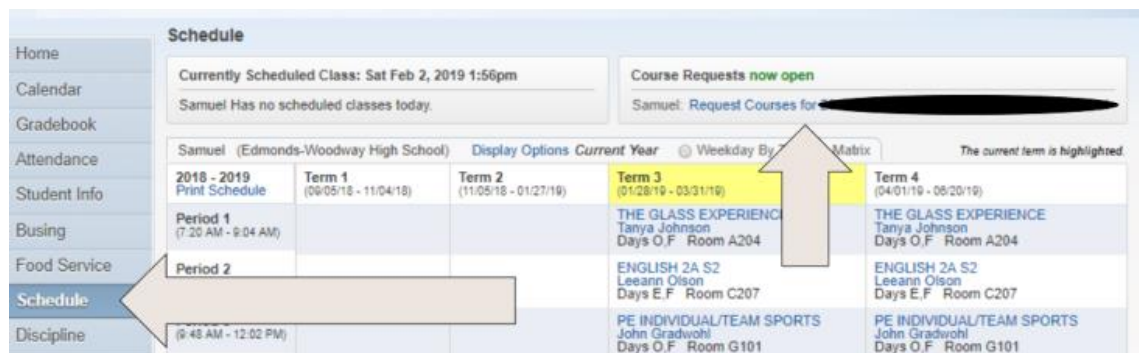 Home
Calendar
Gradebook
Attendance
Student Info
Busing
Food Service
Schedule
Discipline
Schedule
Currently Scheduled Class: Sat Feb 2, 2019 1:56pm
Samuel Has no scheduled classes today.
Course Requests now open
Samuel: Request Courses for
Samuel (Edmonds-Woodway High School) Display Options Current Year Weekday By Matrix The current term is highlighted.
2018 - 2019
Print Schedule
Term 1
(09/05/18 - 11/04/18)
Term 2
(11/05/18 - 01/27/19)
Term 3
(01/28/19 - 03/31/19)
Term 4
(04/01/19 - 06/20/19)
Period 1
(7:20 AM - 9:04 AM)
THE GLASS EXPERIENCE
Tanya Johnson
Days O,F Room A204
THE GLASS EXPERIENCE
Tanya Johnson
Days O,F Room A204
Period 2
ENGLISH 2A S2
Leeann Olson
Days E,F Room C207
ENGLISH 2A S2
Leeann Olson
Days E,F Room C207
(9:48 AM - 12:02 PM)
PE INDIVIDUAL/TEAM SPORTS
John Gradwohl
Days O,F Room G101
PE INDIVIDUAL/TEAM SPORTS
John Gradwohl
Days O,F Room G101